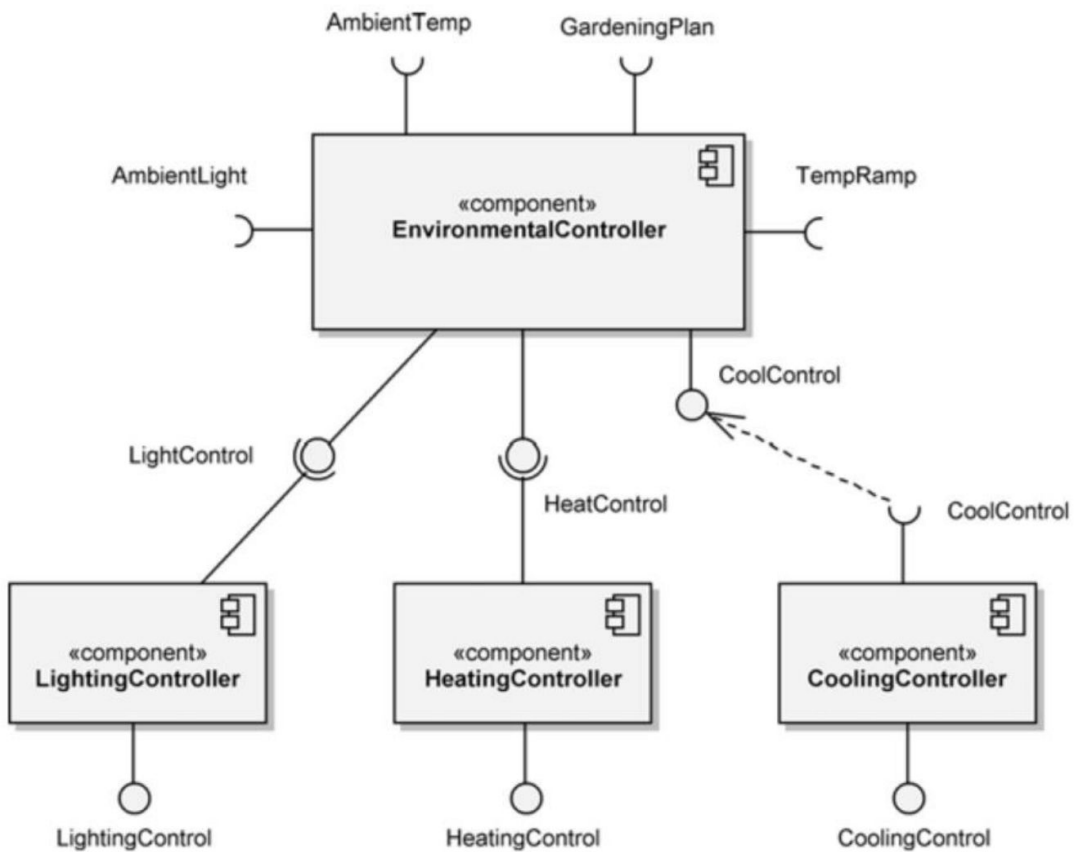 AmbientTemp
GardeningPlan
AmbientLight
TempRamp
«component»
EnvironmentalController
CoolControl
LightControl
HeatControl
CoolControl
«component»
LightingController
«component»
HeatingController
«component»
CoolingController
LightingControl
HeatingControl
CoolingControl